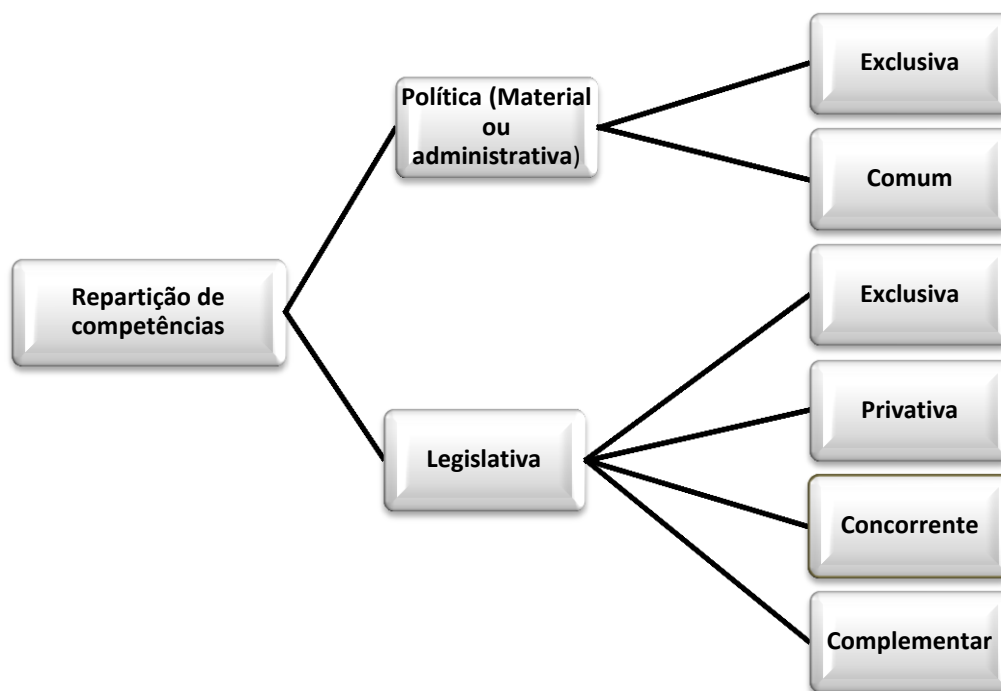 Repartição de
competências
Política (Material
ou
administrativa)
Exclusiva
Comum
Legislativa
Exclusiva
Privativa
Concorrente
Complementar